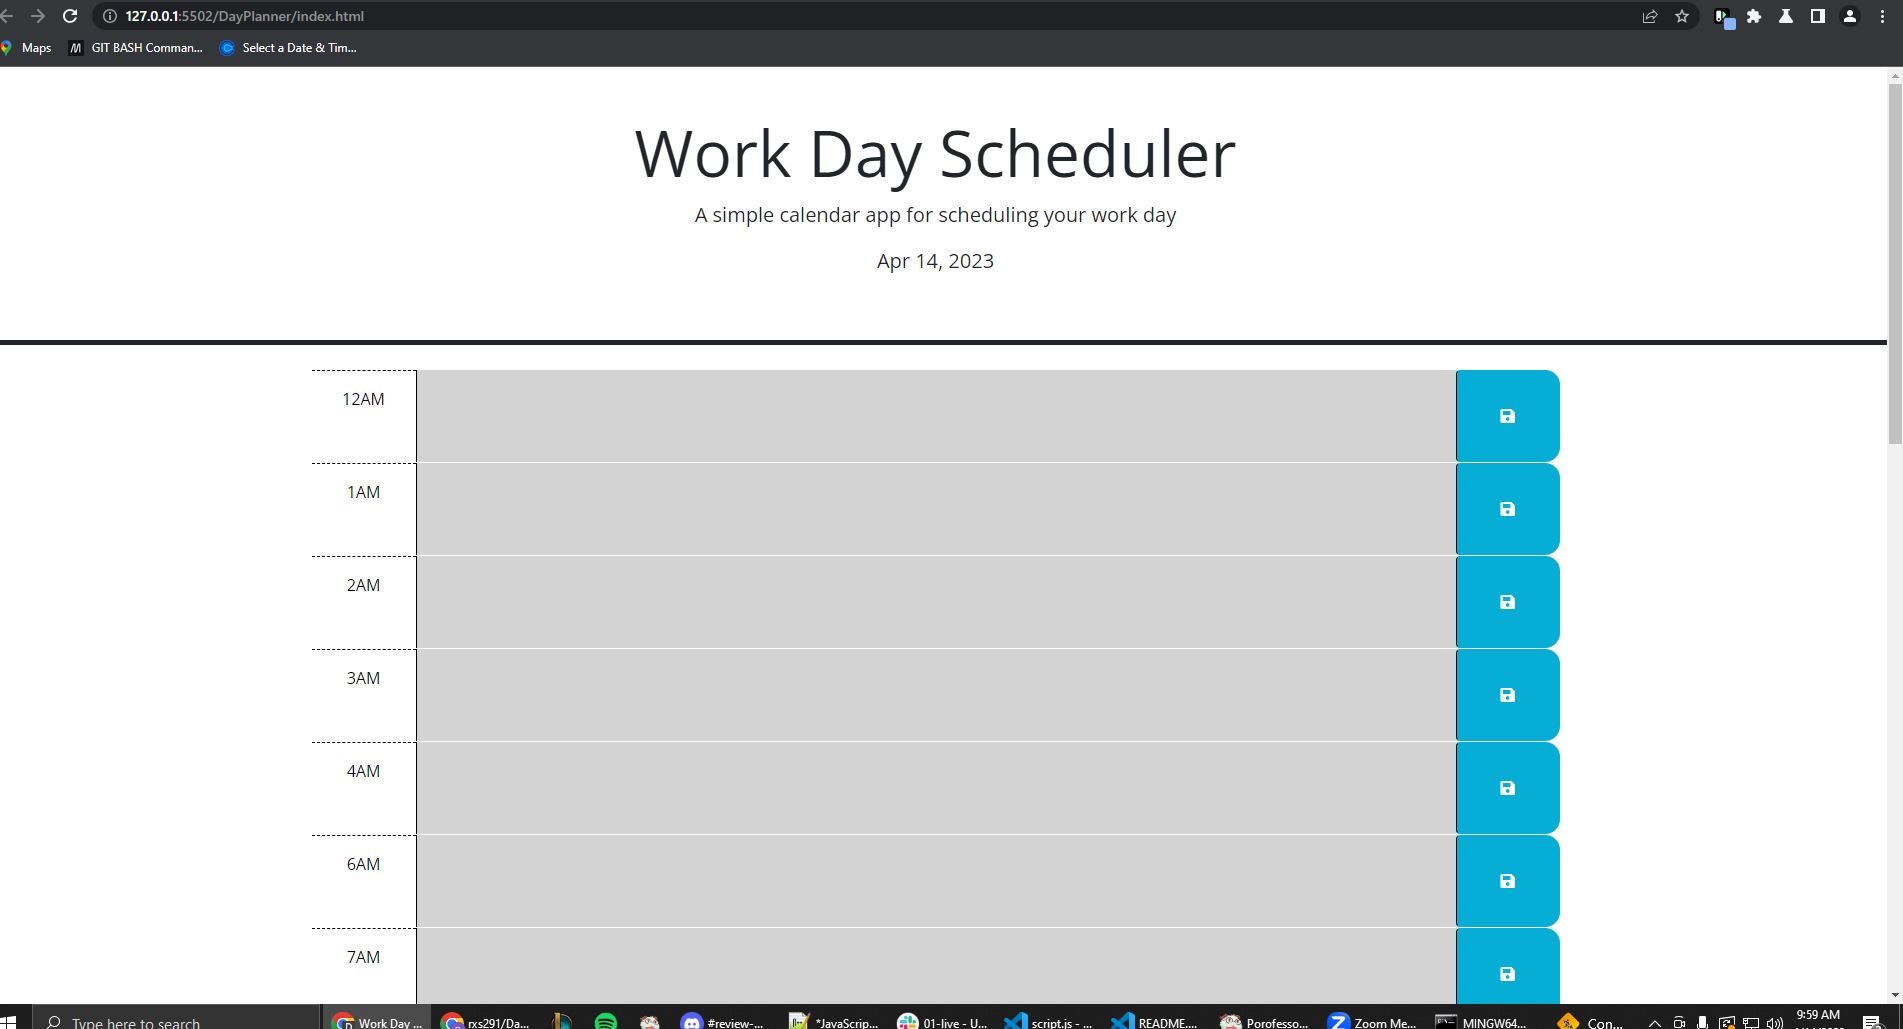 127.0.0.1:5502/DayPlanner/index.html
Maps GIT BASH Comman... Select a Date & Tim...
Work Day Scheduler
A simple calendar app for scheduling your work day
Apr 14, 2023
12AM
1AM
2AM
3AM
4AM
6AM
7AM
Type here to search Work Day ... rxs291/Da... #review-... *JavaScrip... 01-live - U... script.js - ... README.... Porofesso... Zoom Me... MINGW64... Con... 9:59 AM